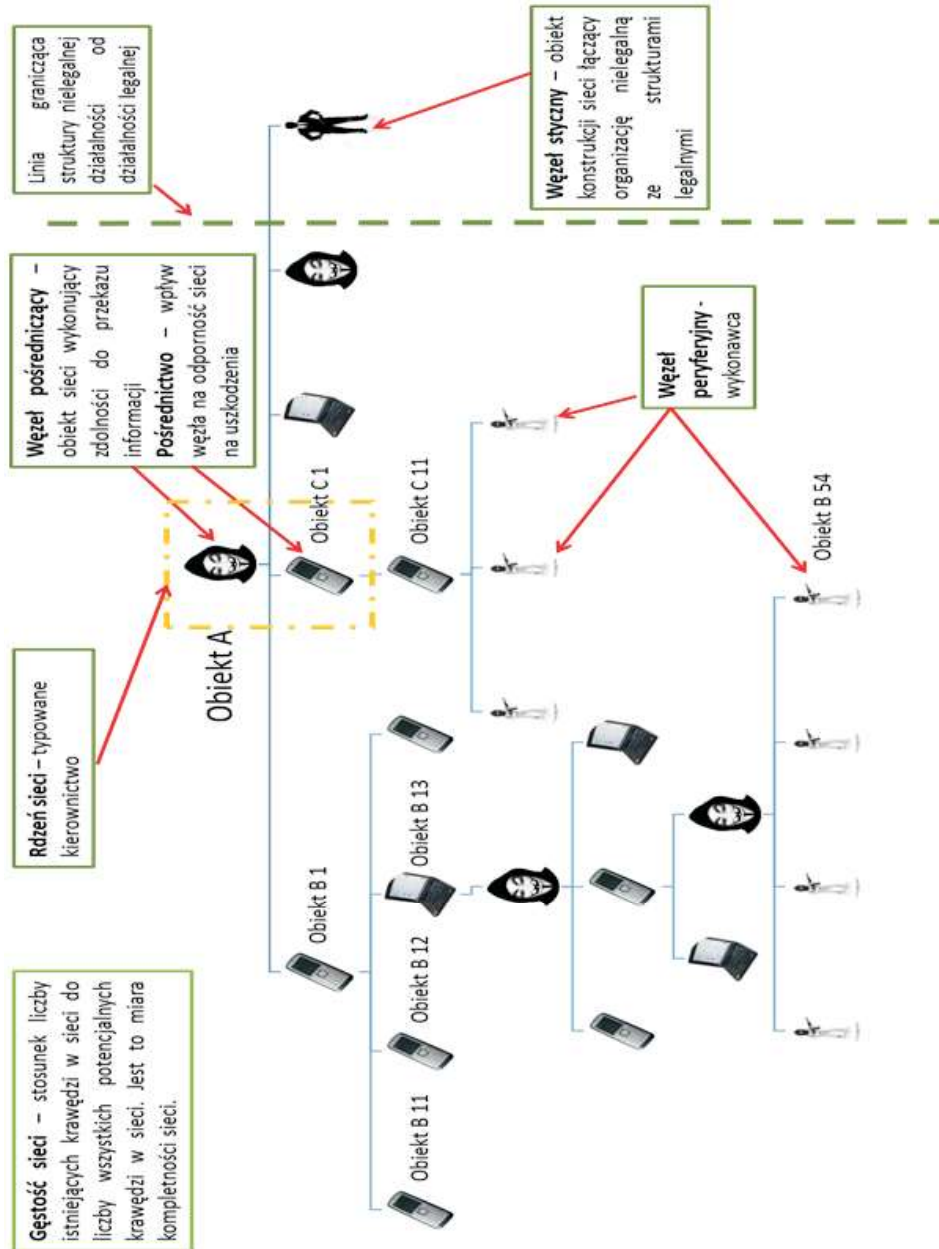 Gęstość sieci – stosunek liczby
istniejących krawędzi w sieci do
liczby wszystkich potencjalnych
krawędzi w sieci. Jest to miara
kompletności sieci.
Rdzeń sieci – typowane
kierownictwo
Węzeł pośredniczący –
obiekt sieci wykonujący
zdolności do przekazu
informacji
Pośrednictwo – wpływ
węzła na odporność sieci
na uszkodzenia
Linia granicząca
struktury nielegalnej
działalności od
działalności legalnej
Obiekt A
Obiekt B 1
Obiekt C 1
Obiekt B 11
Obiekt B 12
Obiekt B 13
Obiekt C 11
Węzeł styczny – obiekt
konstrukcji sieci łączący
organizację nielegalną
ze strukturami
legalnymi
Węzeł
peryferyjny -
wykonawca
Obiekt B 54